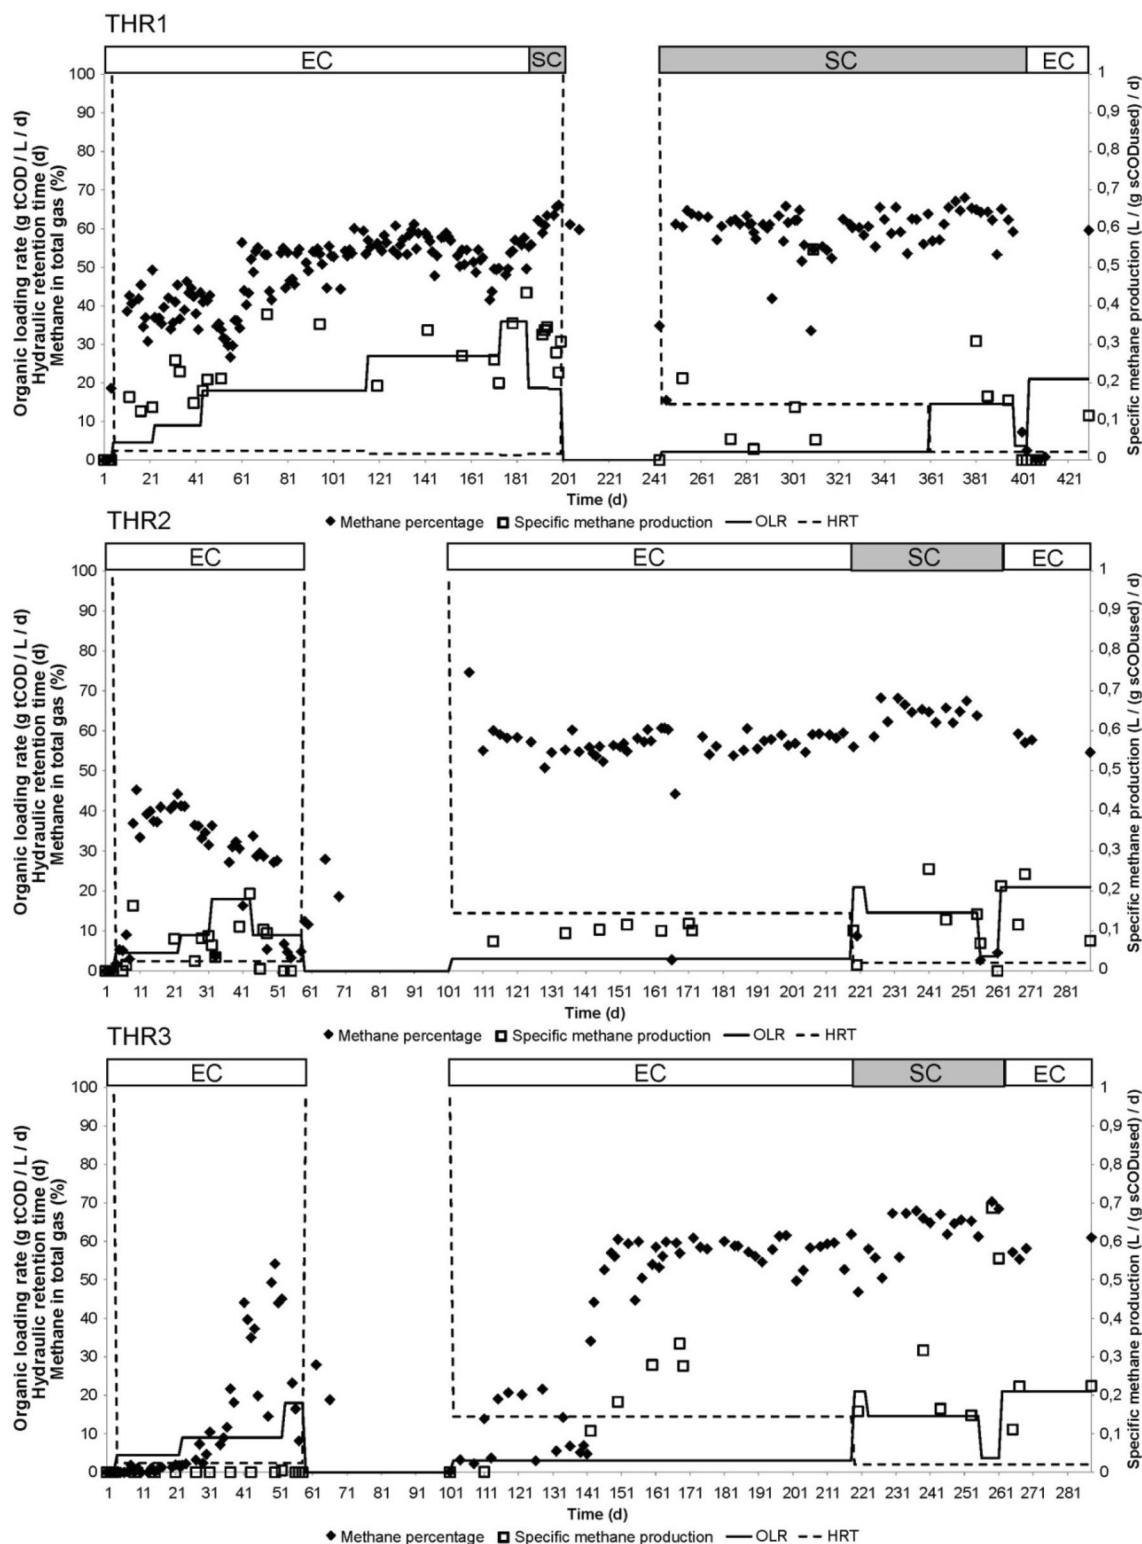 THR1
EC SC SC EC
Organic loading rate (g tCOD / L / d)
Hydraulic retention time (d)
Methane in total gas (%)
100 90 80 70 60 50 40 30 20 10 0
1 0,9 0,8 0,7 0,6 0,5 0,4 0,3 0,2 0,1 0
Specific methane production (L / (g sCODused) / d)
1 21 41 61 81 101 121 141 161 181 201 221 241 261 281 301 321 341 361 381 401 421
Time (d)
Methane percentage Specific methane production OLR HRT
THR2
EC EC SC EC
Organic loading rate (g tCOD / L / d)
Hydraulic retention time (d)
Methane in total gas (%)
100 90 80 70 60 50 40 30 20 10 0
1 0,9 0,8 0,7 0,6 0,5 0,4 0,3 0,2 0,1 0
Specific methane production (L / (g sCODused) / d)
1 11 21 31 41 51 61 71 81 91 101 111 121 131 141 151 161 171 181 191 201 211 221 231 241 251 261 271 281
Time (d)
Methane percentage Specific methane production OLR HRT
THR3
EC EC SC EC
Organic loading rate (g tCOD / L / d)
Hydraulic retention time (d)
Methane in total gas (%)
100 90 80 70 60 50 40 30 20 10 0
1 0,9 0,8 0,7 0,6 0,5 0,4 0,3 0,2 0,1 0
Specific methane production (L / (g sCODused) / d)
1 11 21 31 41 51 61 71 81 91 101 111 121 131 141 151 161 171 181 191 201 211 221 231 241 251 261 271 281
Time (d)
Methane percentage Specific methane production OLR HRT